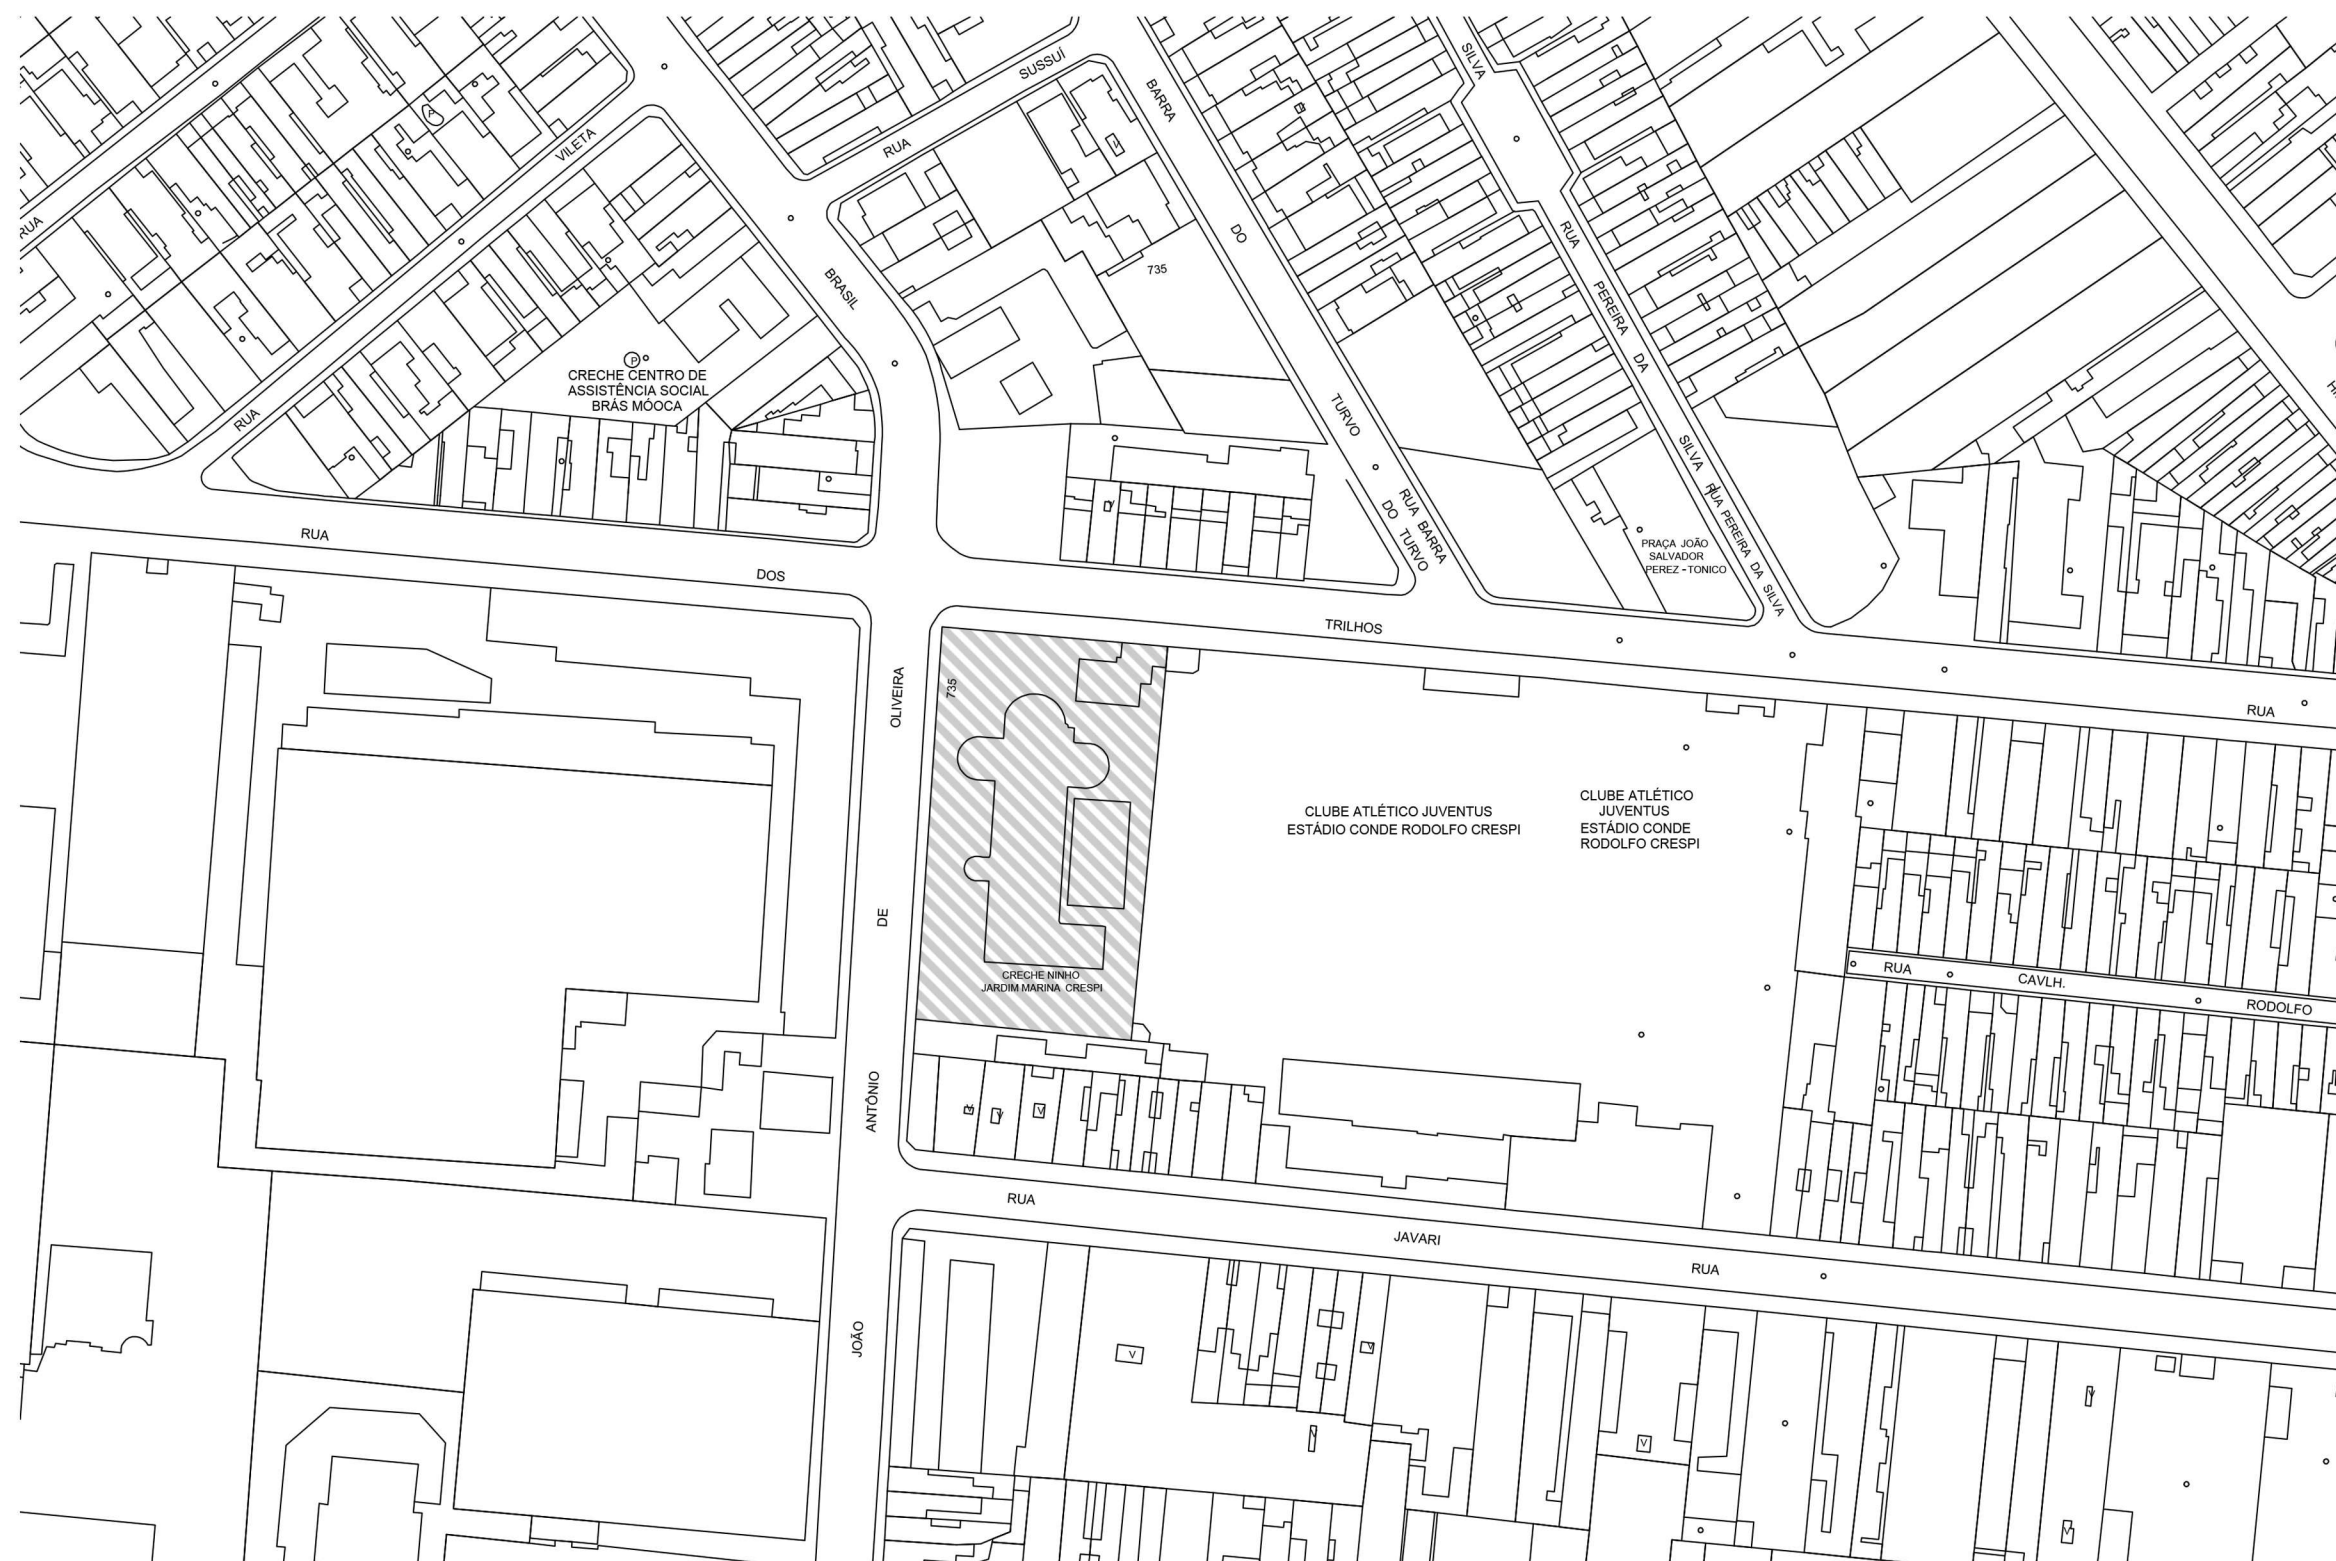 SUSSUÍ
RUA
VILETA
RUA
RUA
BRASIL
BARRA
DO
TURVO
SILVA
RUA
PEREIRA
DA
SILVA
735
CRECHE CENTRO DE
ASSISTÊNCIA SOCIAL
BRÁS MÓOCA
P
A
RUA BARRA
DO TURVO
RUA PEREIRA DA SILVA
PRAÇA JOÃO
SALVADOR
PEREZ - TONICO
RUA
DOS
TRILHOS
RUA
735
OLIVEIRA
DE
ANTÔNIO
JOÃO
CLUBE ATLÉTICO JUVENTUS
ESTÁDIO CONDE RODOLFO CRESPI
CLUBE ATLÉTICO
JUVENTUS
ESTÁDIO CONDE
RODOLFO CRESPI
CRECHE NINHO
JARDIM MARINA CRESPI
RUA
CAVLH.
RODOLFO
V
V
V
RUA
JAVARI
RUA
V
V
V
V
V
V